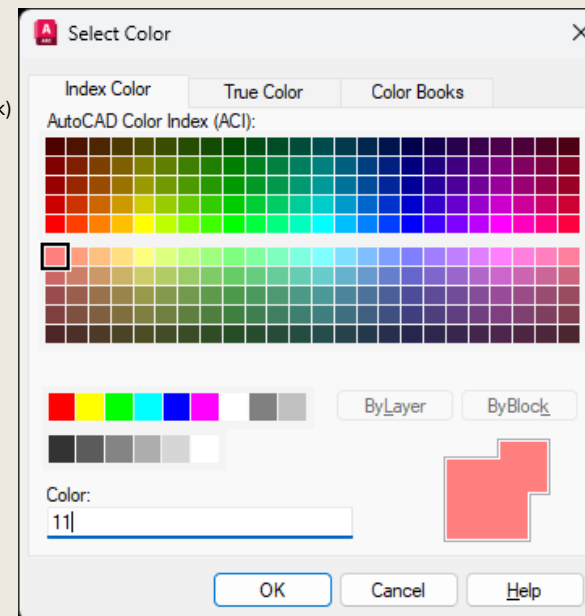 Select Color
Index Color
True Color
Color Books
AutoCAD Color Index (ACI):
ByLayer
ByBlock
Color:
11
OK
Cancel
Help